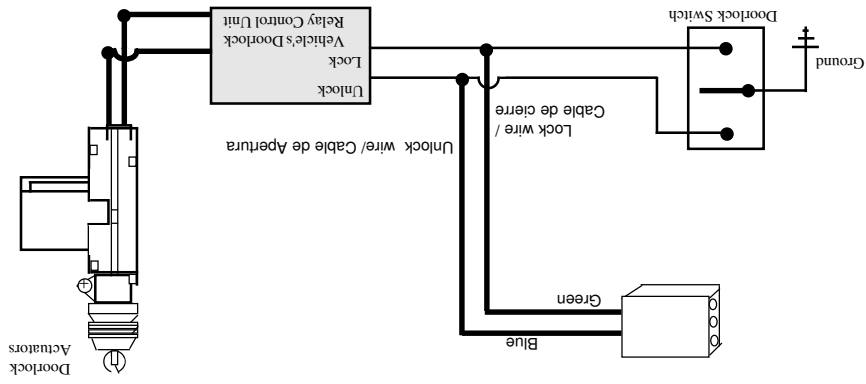 Doorlock
Actuators
Blue
Green
Unlock wire/ Cable de Apertura
Lock wire /
Cable de cierre
Unlock
Lock
Vehicle's Doorlock
Relay Control Unit
Ground
Doorlock Switch